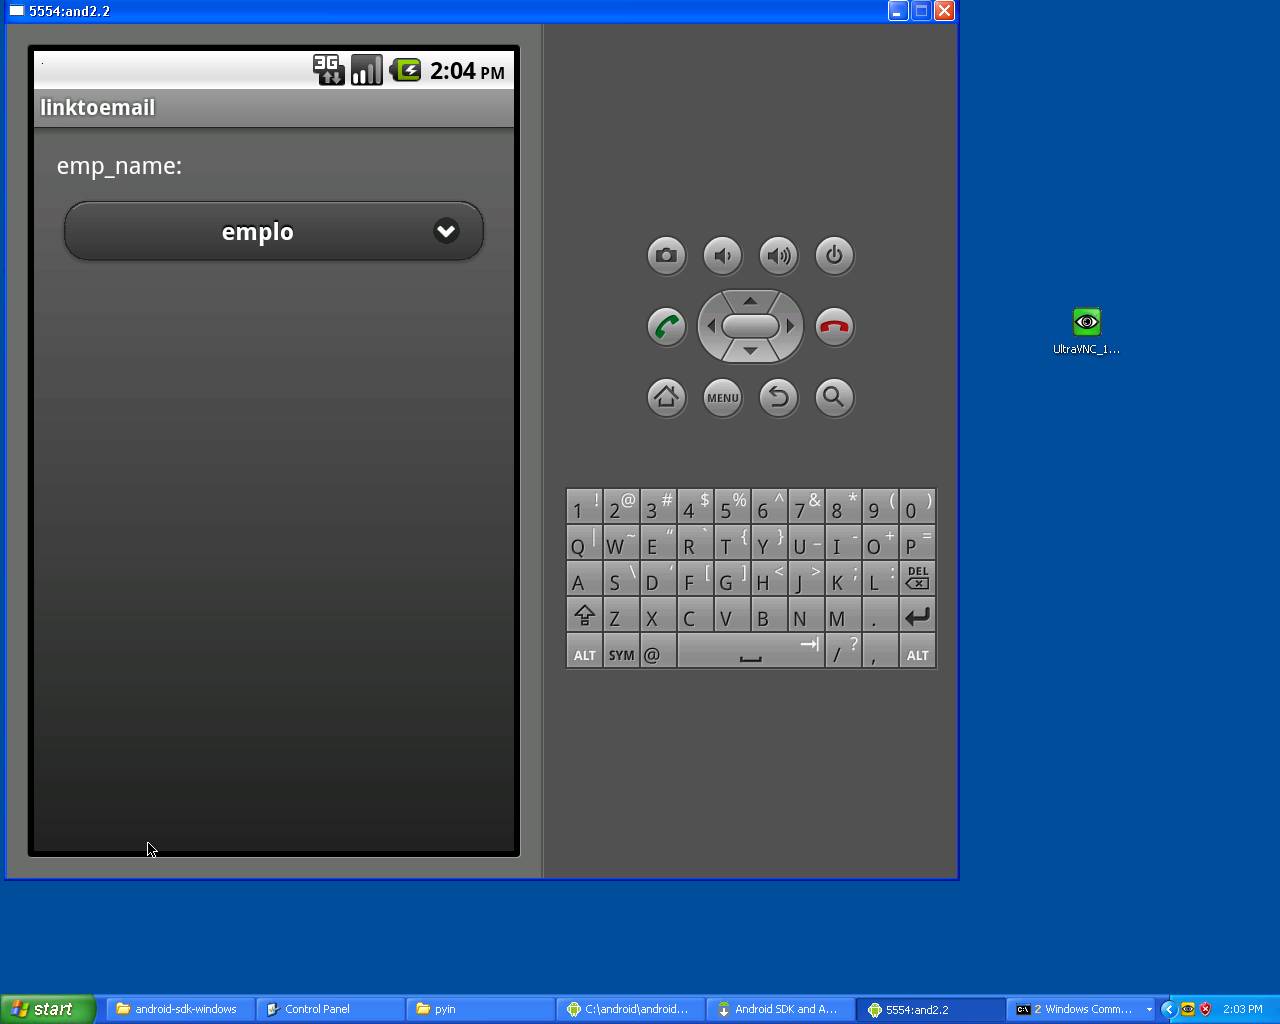 5554:and2.2
3G
2:04 PM
linktoemail
emp_name:
emplo
MENU
1 ! 2 @ 3 # 4 $ 5 % 6 ^ 7 & 8 * 9 ( 0 )
Q | W ~ E “ R ` T { Y } U _ I - O + P =
A S \ D ‘ F [ G ] H < J > K ; L : DEL
Z X C V B N M .
ALT SYM @ / ? , ALT
UltraVNC_1...
start
android-sdk-windows
Control Panel
pyin
C:\android\android...
Android SDK and A...
5554:and2.2
2 Windows Comm...
2:03 PM